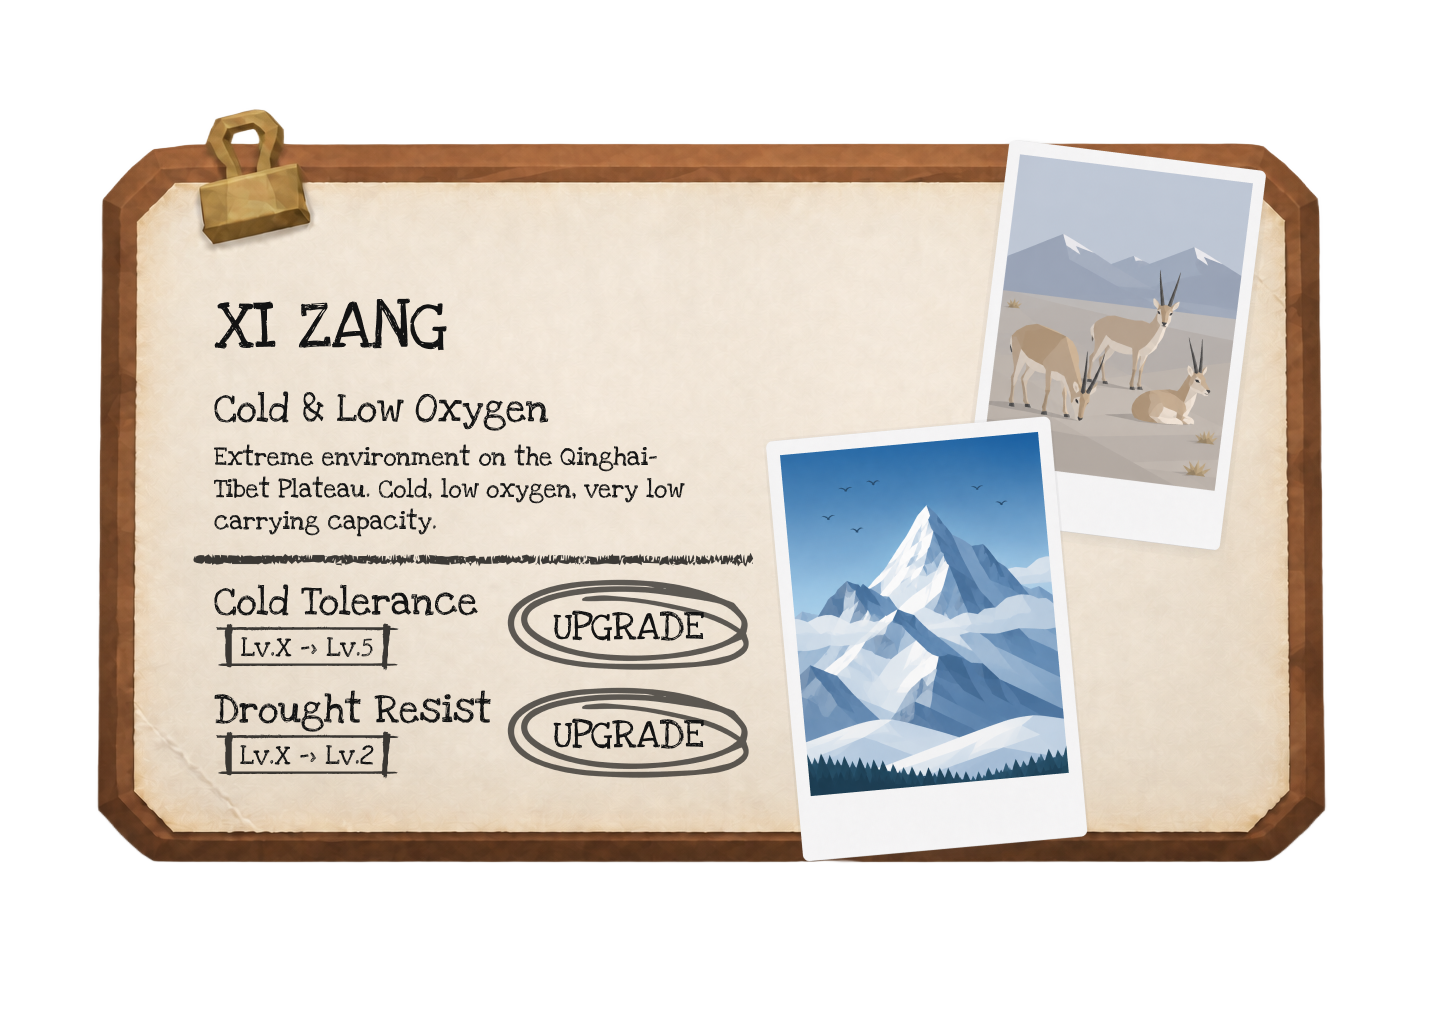 XI ZANG
Cold & Low Oxygen
Extreme environment on the Qinghai-
Tibet Plateau. Cold, low oxygen, very low
carrying capacity.
Cold Tolerance
Lv.X -> Lv.5
UPGRADE
Drought Resist
Lv.X -> Lv.2
UPGRADE